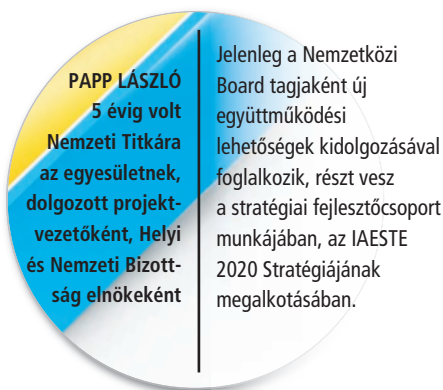 PAPP LÁSZLÓ
5 évig volt
Nemzeti Titkára
az egyesületnek,
dolgozott projekt-
vezetőként, Helyi
és Nemzeti Bizott-
ság elnökeként
Jelenleg a Nemzetközi
Board tagjaként új
együttműködési
lehetőségek kidolgozásával
foglalkozik, részt vesz
a stratégiai fejlesztőcsoport
munkájában, az IAESTE
2020 Stratégiájának
megalkotásában.